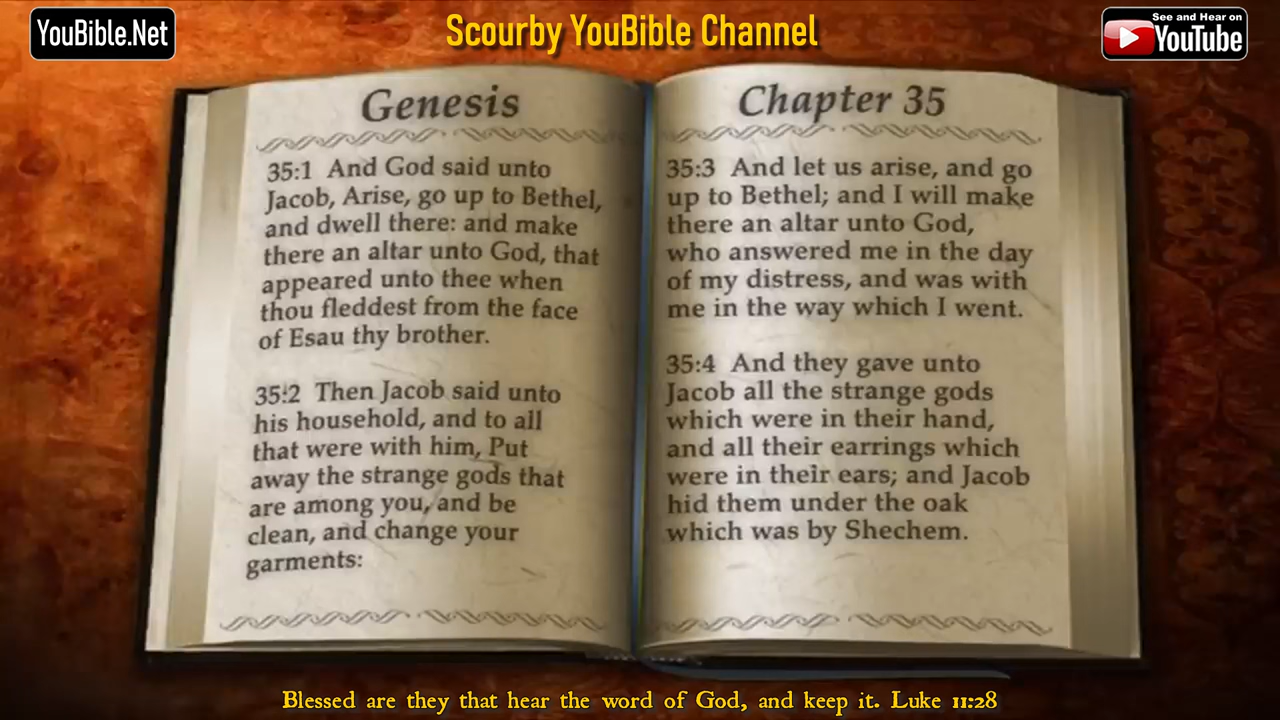 YouBible.Net
Scourby YouBible Channel
See and Hear on
YouTube
Genesis
35:1 And God said unto
Jacob, Arise, go up to Bethel,
and dwell there: and make
there an altar unto God, that
appeared unto thee when
thou fleddest from the face
of Esau thy brother.
35:2 Then Jacob said unto
his household, and to all
that were with him, Put
away the strange gods that
are among you, and be
clean, and change your
garments:
Chapter 35
35:3 And let us arise, and go
up to Bethel; and I will make
there an altar unto God,
who answered me in the day
of my distress, and was with
me in the way which I went.
35:4 And they gave unto
Jacob all the strange gods
which were in their hand,
and all their earrings which
were in their ears; and Jacob
hid them under the oak
which was by Shechem.
Blessed are they that hear the word of God, and keep it. Luke 11:28